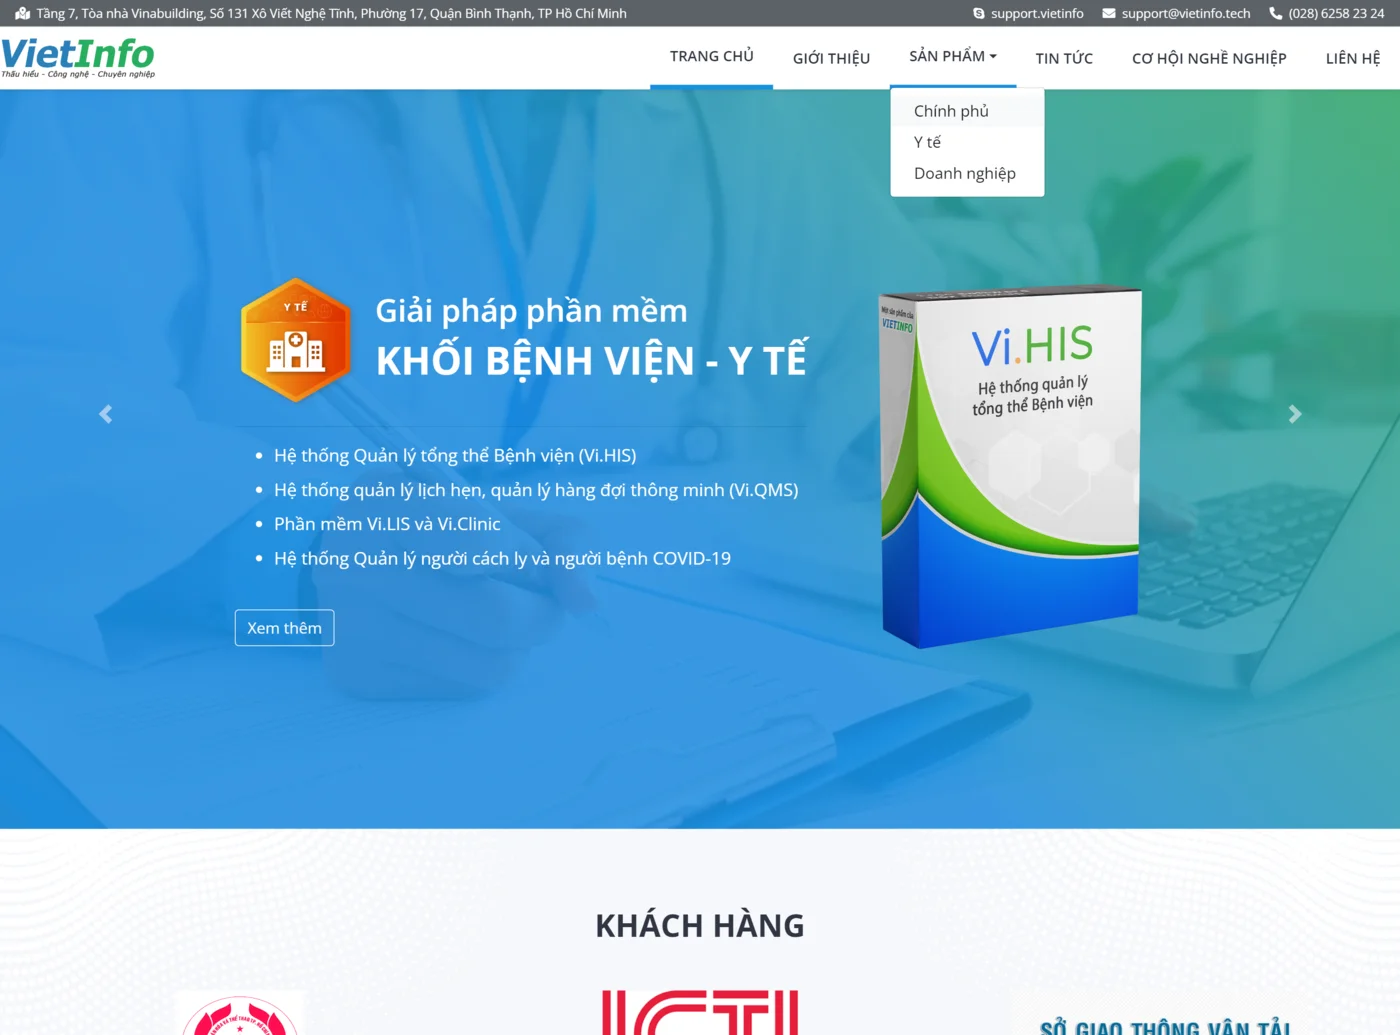 Tầng 7, Tòa nhà Vinabuilding, Số 131 Xô Viết Nghệ Tĩnh, Phường 17, Quận Bình Thạnh, TP Hồ Chí Minh
support.vietinfo
support@vietinfo.tech
(028) 6258 23 24
VietInfo
Thấu hiểu - Công nghệ - Chuyên nghiệp
TRANG CHỦ
GIỚI THIỆU
SẢN PHẨM
TIN TỨC
CƠ HỘI NGHỀ NGHIỆP
LIÊN HỆ
Chính phủ
Y tế
Doanh nghiệp
Y TẾ
Giải pháp phần mềm
KHỐI BỆNH VIỆN - Y TẾ
Hệ thống Quản lý tổng thể Bệnh viện (Vi.HIS)
Hệ thống quản lý lịch hẹn, quản lý hàng đợi thông minh (Vi.QMS)
Phần mềm Vi.LIS và Vi.Clinic
Hệ thống Quản lý người cách ly và người bệnh COVID-19
Xem thêm
Một sản phẩm của
VIETINFO
Vi.HIS
Hệ thống quản lý
tổng thể Bệnh viện
KHÁCH HÀNG
ICTI
SỞ GIAO THÔNG VẬN TẢI